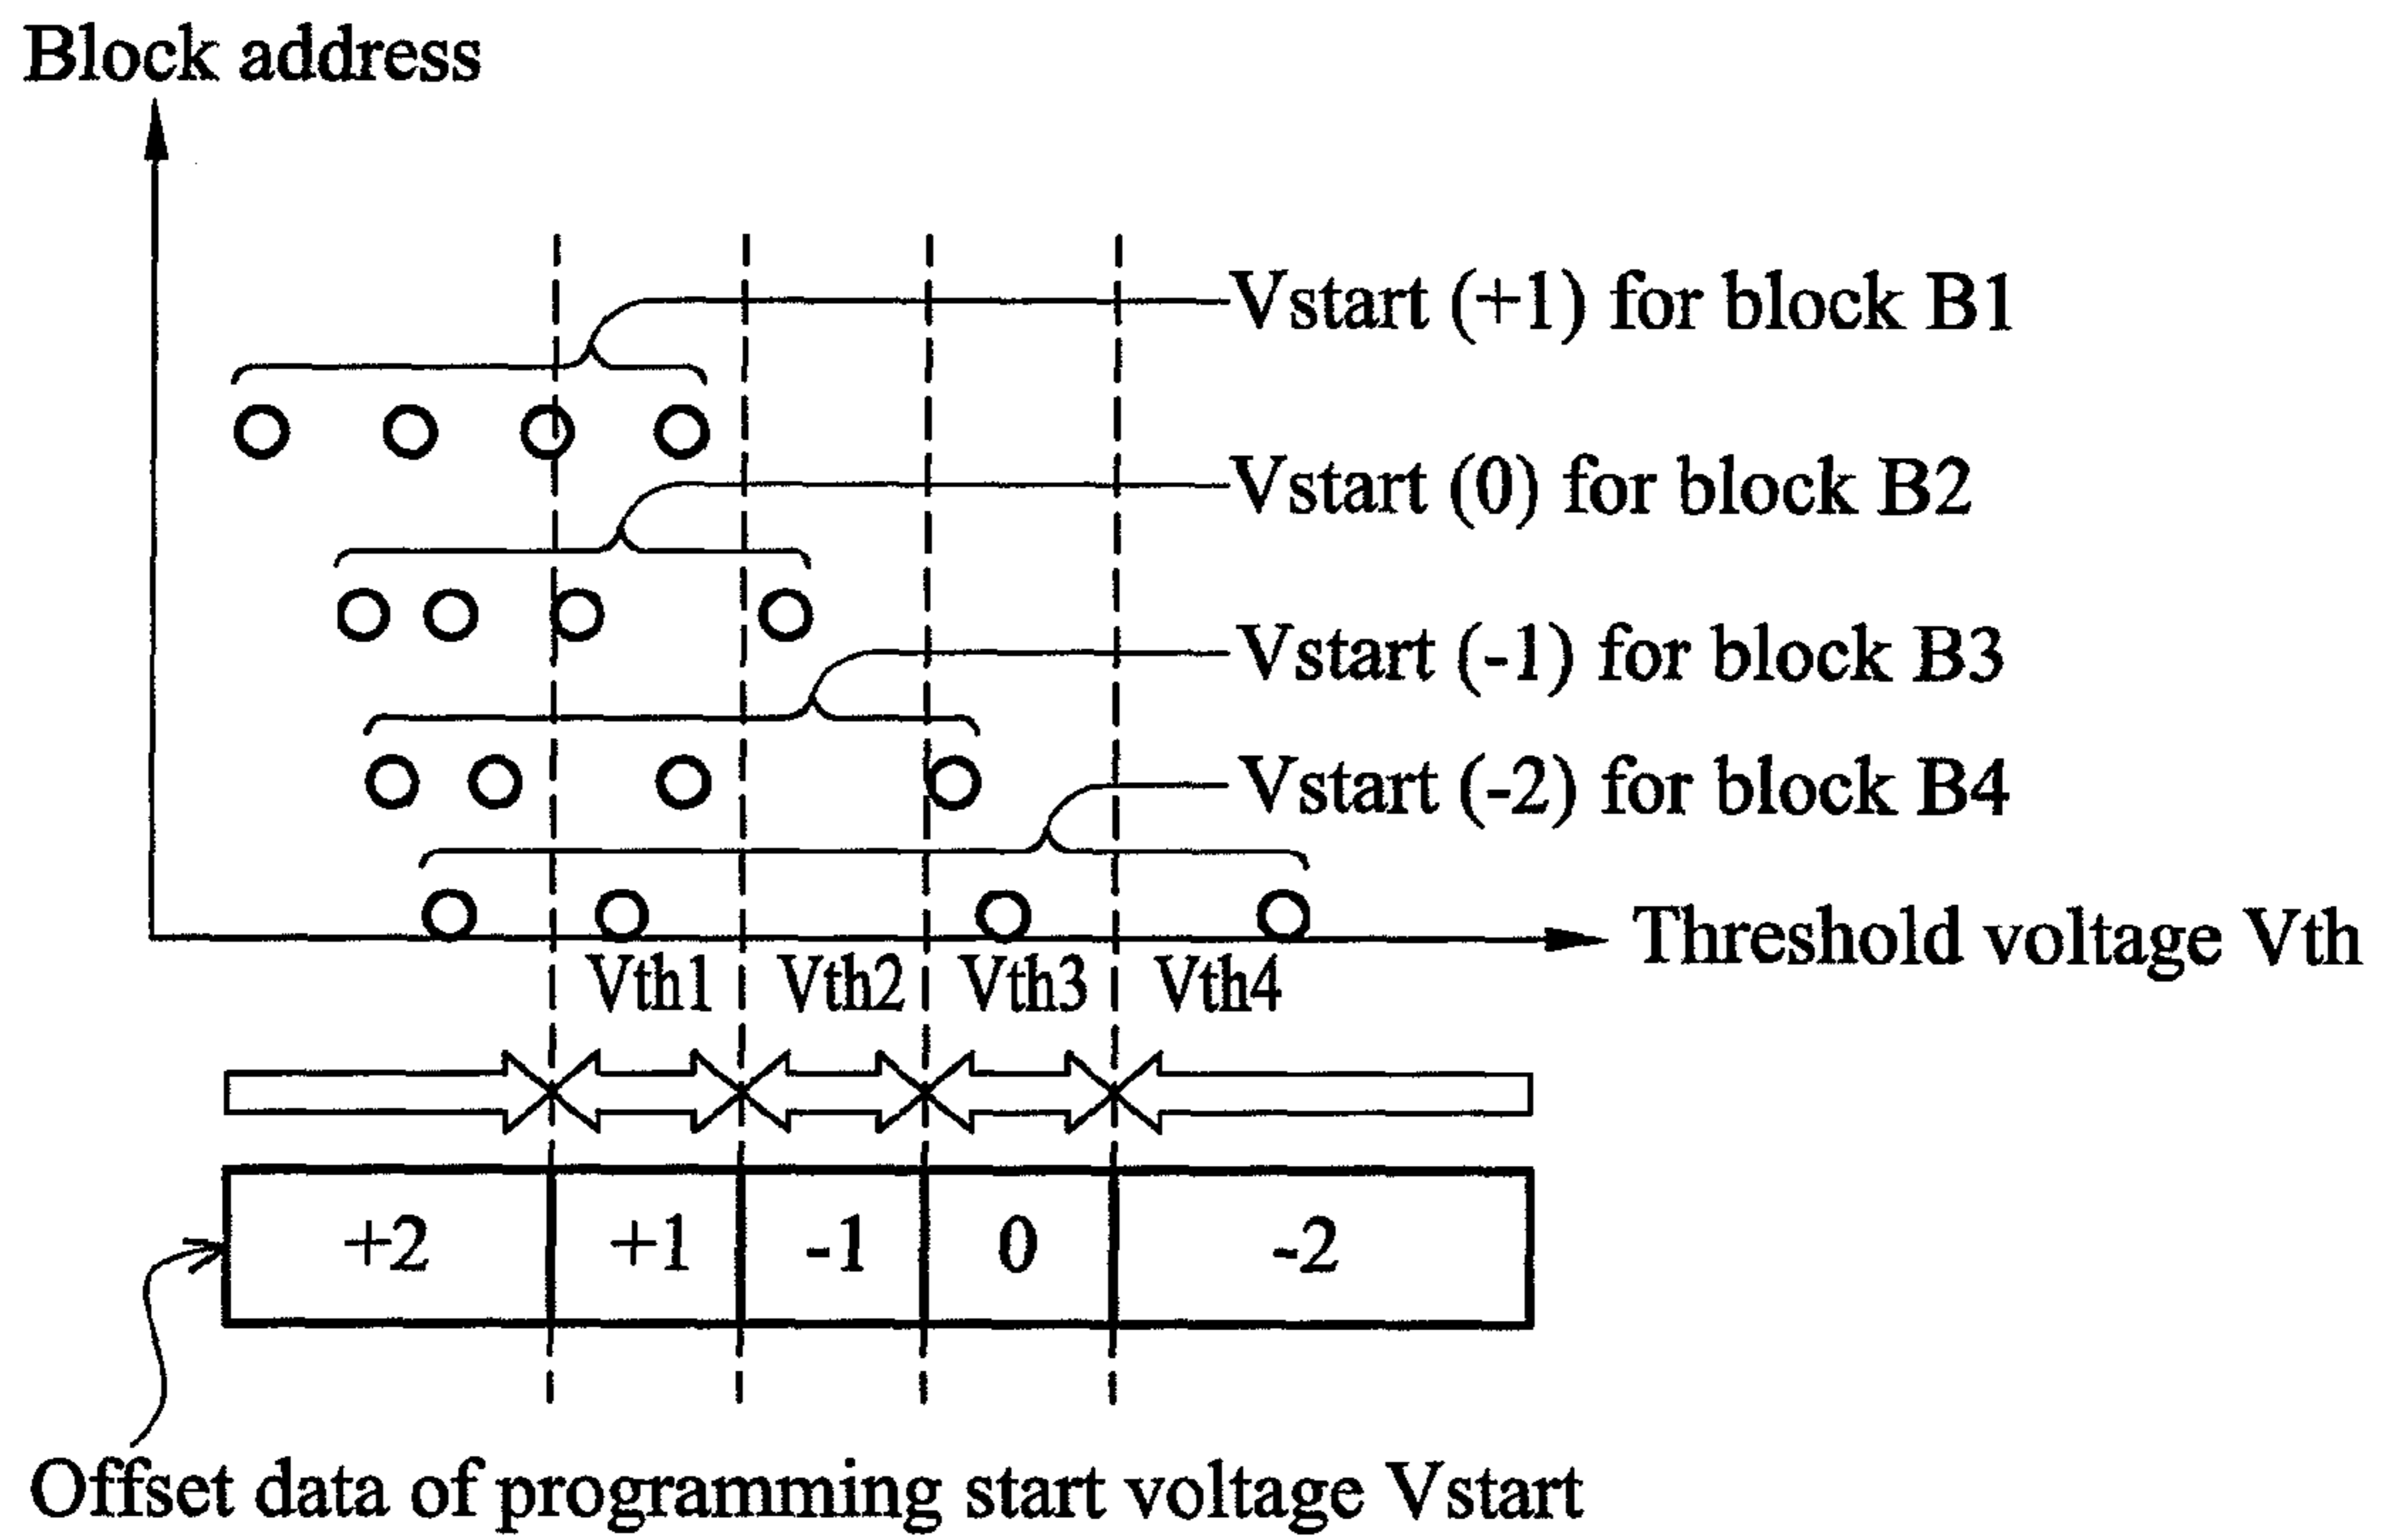 Block address
Vstart (+1) for block B1
Vstart (0) for block B2
Vstart (-1) for block B3
Vstart (-2) for block B4
Threshold voltage Vth
Vth1 Vth2 Vth3 Vth4
+2 +1 -1 0 -2
Offset data of programming start voltage Vstart